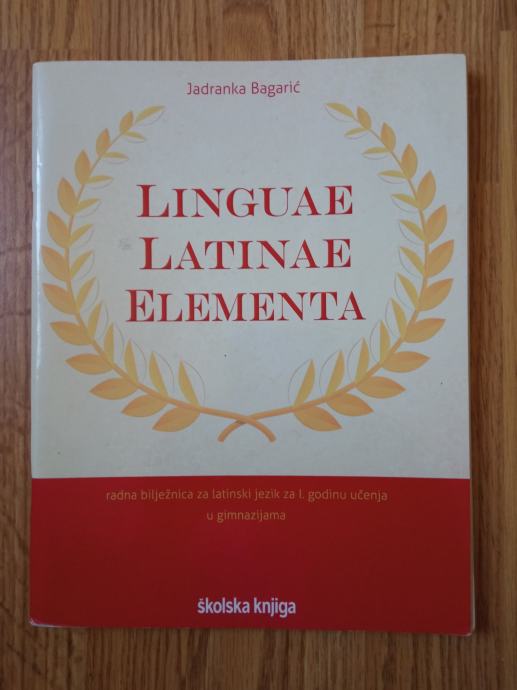 Jadranka Bagarić
LINGUAE
LATINAE
ELEMENTA
radna bilježnica za latinski jezik za I. godinu učenja
u gimnazijama
školska knjiga